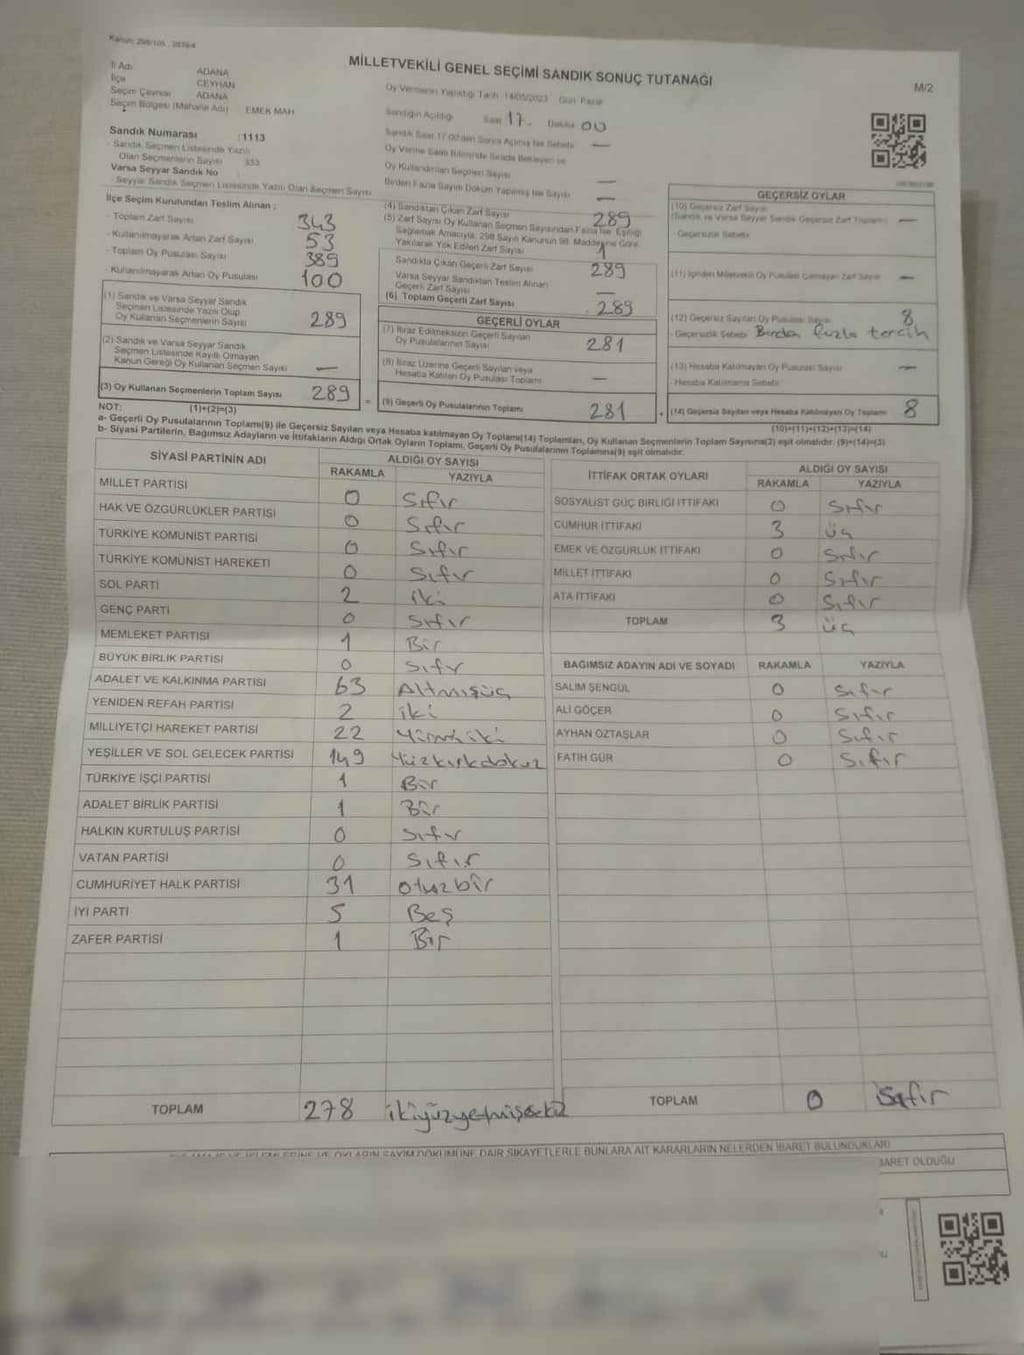 Kanun: 298/105
MİLLETVEKİLİ GENEL SEÇİMİ SANDIK SONUÇ TUTANAĞI
M/2
İl Adı ADANA
İlçe CEYHAN
Seçim Çevresi ADANA
Seçim Bölgesi (Mahalle Adı) EMEK MAH
Oy Vermenin Yapıldığı Tarih :14/05/2023 Gün: Pazar
Sandığın Açıldığı Saat 17. Dakika 00
Sandık Saat 17.00'den Sonra Açılmış İse Sebebi —
Oy Verme Saati Bitiminde Sırada Bekleyen ve
Oy Kullandırılan Seçmen Sayısı —
Birden Fazla Sayım Döküm Yapılmış İse Sayısı —
Sandık Numarası :1113
- Sandık Seçmen Listesinde Yazılı
Olan Seçmenlerin Sayısı 333
Varsa Seyyar Sandık No
- Seyyar Sandık Seçmen Listesinde Yazılı Olan Seçmen Sayısı
İlçe Seçim Kurulundan Teslim Alınan :
- Toplam Zarf Sayısı 343
- Kullanılmayarak Artan Zarf Sayısı 53
- Toplam Oy Pusulası Sayısı 389
- Kullanılmayarak Artan Oy Pusulası 100
(1) Sandık ve Varsa Seyyar Sandık
Seçmen Listesinde Yazılı Olup
Oy Kullanan Seçmenlerin Sayısı 289
(2) Sandık ve Varsa Seyyar Sandık
Seçmen Listesinde Kayıtlı Olmayan
Kanun Gereği Oy Kullanan Seçmen Sayısı —
(3) Oy Kullanan Seçmenlerin Toplam Sayısı 289 =
(1)+(2)=(3)
(4) Sandıktan Çıkan Zarf Sayısı 289
(5) Zarf Sayısı Oy Kullanan Seçmen Sayısından Fazla İse, Eşitliği
Sağlamak Amacıyla; 298 Sayılı Kanunun 98. Maddesine Göre
Yakılarak Yok Edilen Zarf Sayısı 1
Sandıkta Çıkan Geçerli Zarf Sayısı 289
Varsa Seyyar Sandıktan Teslim Alınan
Geçerli Zarf Sayısı —
(6) Toplam Geçerli Zarf Sayısı 289
GEÇERLİ OYLAR
(7) İtiraz Edilmeksizin Geçerli Sayılan
Oy Pusulalarının Sayısı 281
(8) İtiraz Üzerine Geçerli Sayılan veya
Hesaba Katılan Oy Pusulası Toplamı —
(9) Geçerli Oy Pusulalarının Toplamı 281 +
GEÇERSİZ OYLAR
(10) Geçersiz Zarf Sayısı
(Sandık ve Varsa Seyyar Sandık Geçersiz Zarf Toplamı) —
- Geçersizlik Sebebi
(11) İçinden Milletvekili Oy Pusulası Çıkmayan Zarf Sayısı —
(12) Geçersiz Sayılan Oy Pusulası Sayısı 8
- Geçersizlik Sebebi Birden fazla tercih
(13) Hesaba Katılmayan Oy Pusulası Sayısı —
- Hesaba Katılmama Sebebi
(14) Geçersiz Sayılan veya Hesaba Katılmayan Oy Toplamı 8
(10)+(11)+(12)+(13)=(14)
NOT:
a- Geçerli Oy Pusulalarının Toplamı(9) ile Geçersiz Sayılan veya Hesaba katılmayan Oy Toplamı(14) Toplamları, Oy Kullanan Seçmenlerin Toplam Sayısına(3) eşit olmalıdır. (9)+(14)=(3)
b- Siyasi Partilerin, Bağımsız Adayların ve İttifakların Aldığı Ortak Oyların Toplamı, Geçerli Oy Pusulalarının Toplamına(9) eşit olmalıdır.
SİYASİ PARTİNİN ADI ALDIĞI OY SAYISI
RAKAMLA YAZIYLA
MİLLET PARTİSİ 0 Sıfır
HAK VE ÖZGÜRLÜKLER PARTİSİ 0 Sıfır
TÜRKİYE KOMÜNİST PARTİSİ 0 Sıfır
TÜRKİYE KOMÜNİST HAREKETİ 0 Sıfır
SOL PARTİ 2 iki
GENÇ PARTİ 0 Sıfır
MEMLEKET PARTİSİ 1 Bir
BÜYÜK BİRLİK PARTİSİ 0 Sıfır
ADALET VE KALKINMA PARTİSİ 63 Altmışüç
YENİDEN REFAH PARTİSİ 2 iki
MİLLİYETÇİ HAREKET PARTİSİ 22 Yirmiiki
YEŞİLLER VE SOL GELECEK PARTİSİ 149 Yüzkırkdokuz
TÜRKİYE İŞÇİ PARTİSİ 1 Bir
ADALET BİRLİK PARTİSİ 1 Bir
HALKIN KURTULUŞ PARTİSİ 0 Sıfır
VATAN PARTİSİ 0 Sıfır
CUMHURİYET HALK PARTİSİ 31 otuzbir
İYİ PARTİ 5 Beş
ZAFER PARTİSİ 1 Bir
TOPLAM 278 ikiyüzyetmişsekiz
İTTİFAK ORTAK OYLARI ALDIĞI OY SAYISI
RAKAMLA YAZIYLA
SOSYALİST GÜÇ BİRLİĞİ İTTİFAKI 0 Sıfır
CUMHUR İTTİFAKI 3 üç
EMEK VE ÖZGÜRLÜK İTTİFAKI 0 Sıfır
MİLLET İTTİFAKI 0 Sıfır
ATA İTTİFAKI 0 Sıfır
TOPLAM 3 üç
BAĞIMSIZ ADAYIN ADI VE SOYADI RAKAMLA YAZIYLA
SALİM ŞENGÜL 0 Sıfır
ALİ GÖÇER 0 Sıfır
AYHAN ÖZTAŞLAR 0 Sıfır
FATİH GÜR 0 Sıfır
TOPLAM 0 Sıfır
OYLARIN SAYIM DÖKÜMÜNE DAİR ŞİKAYETLERLE BUNLARA AİT KARARLARIN NELERDEN İBARET BULUNDUKLARI
İBARET OLDUĞU